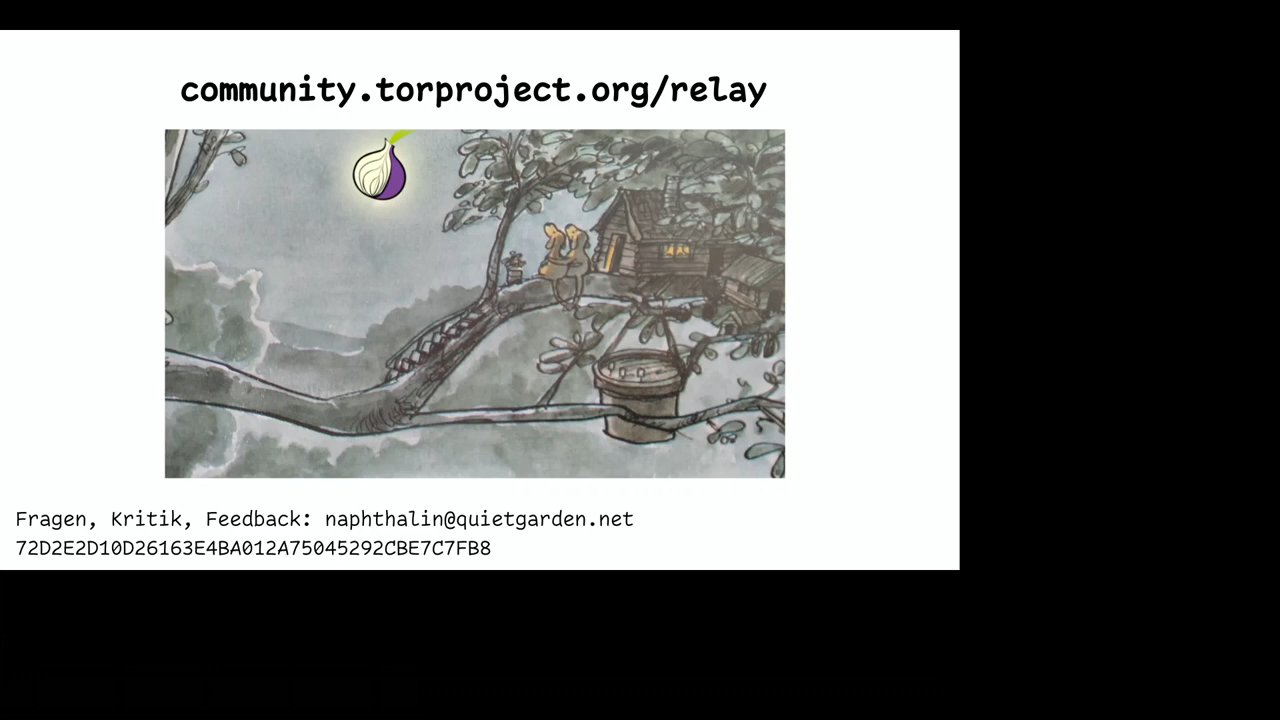 community.torproject.org/relay
Fragen, Kritik, Feedback: naphthalin@quietgarden.net
72D2E2D10D26163E4BA012A75045292CBE7C7FB8